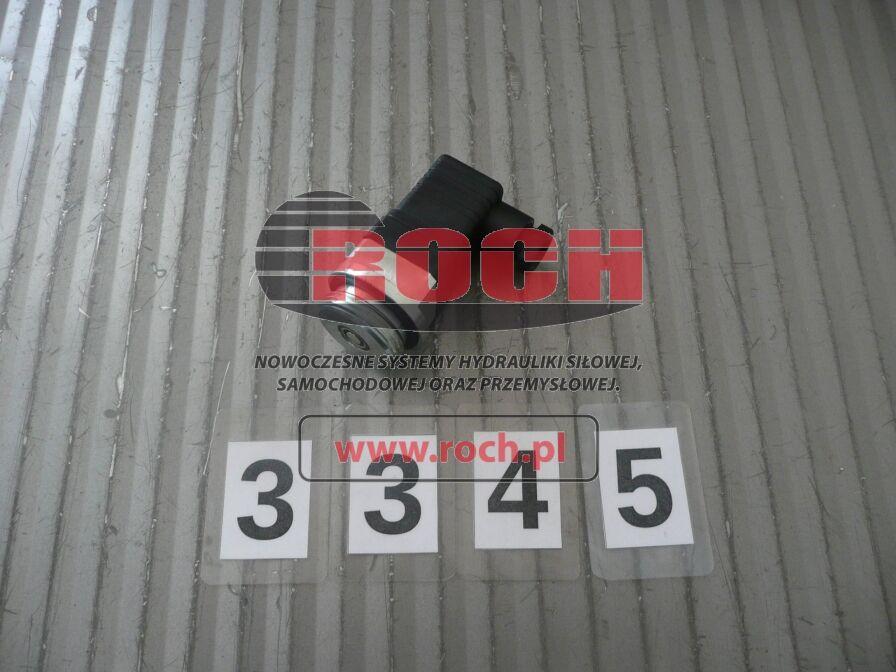 ROCH
NOWOCZESNE SYSTEMY HYDRAULIKI SIŁOWEJ,
SAMOCHODOWEJ ORAZ PRZEMYSŁOWEJ.
www.roch.pl
3 3 4 5